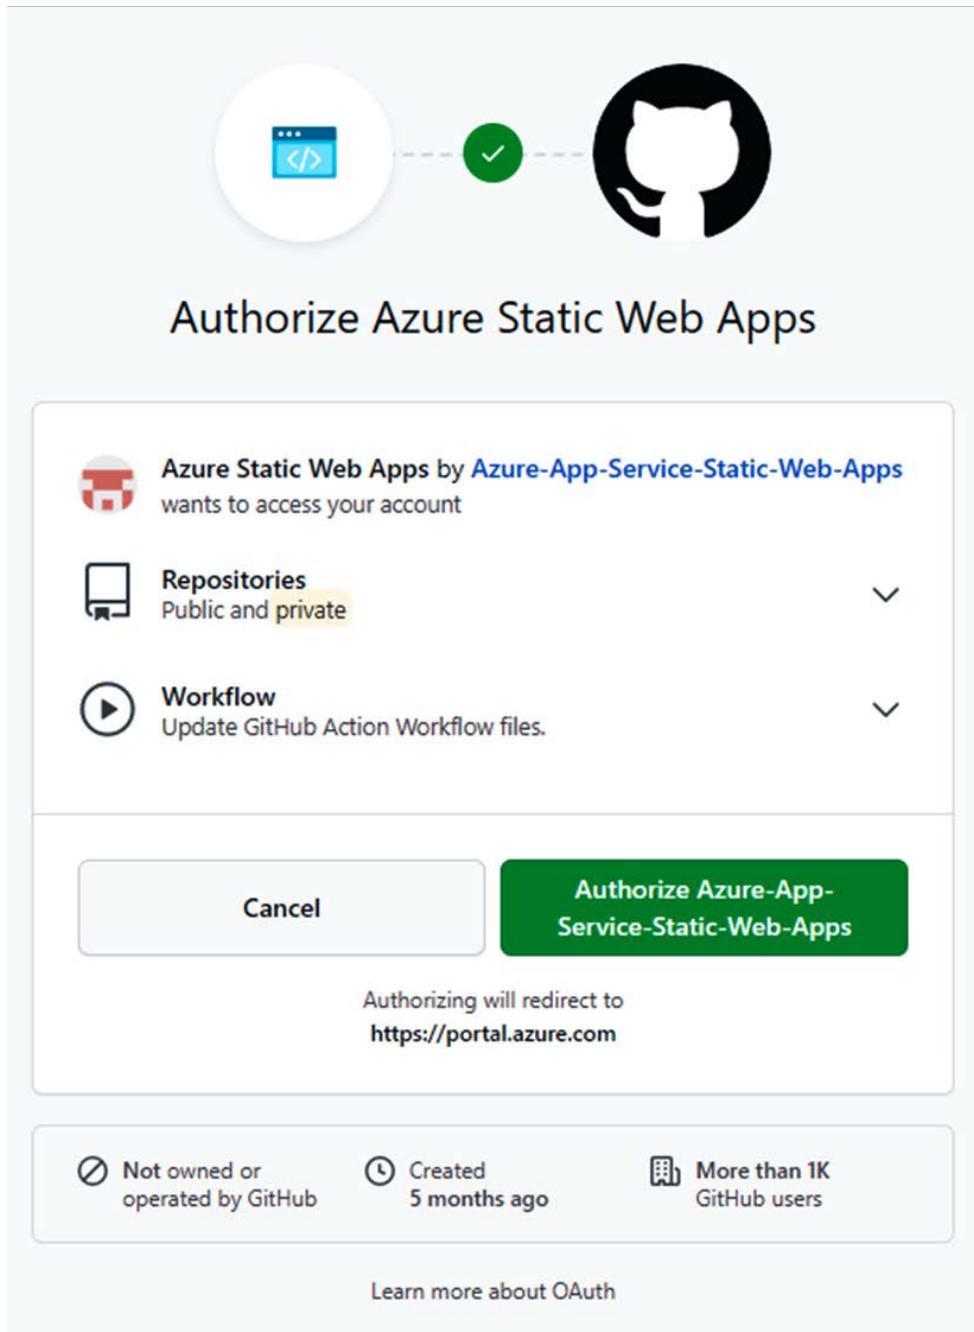 Authorize Azure Static Web Apps
Azure Static Web Apps by Azure-App-Service-Static-Web-Apps
wants to access your account
Repositories
Public and private
Workflow
Update GitHub Action Workflow files.
Cancel
Authorize Azure-App-
Service-Static-Web-Apps
Authorizing will redirect to
https://portal.azure.com
Not owned or
operated by GitHub
Created
5 months ago
More than 1K
GitHub users
Learn more about OAuth